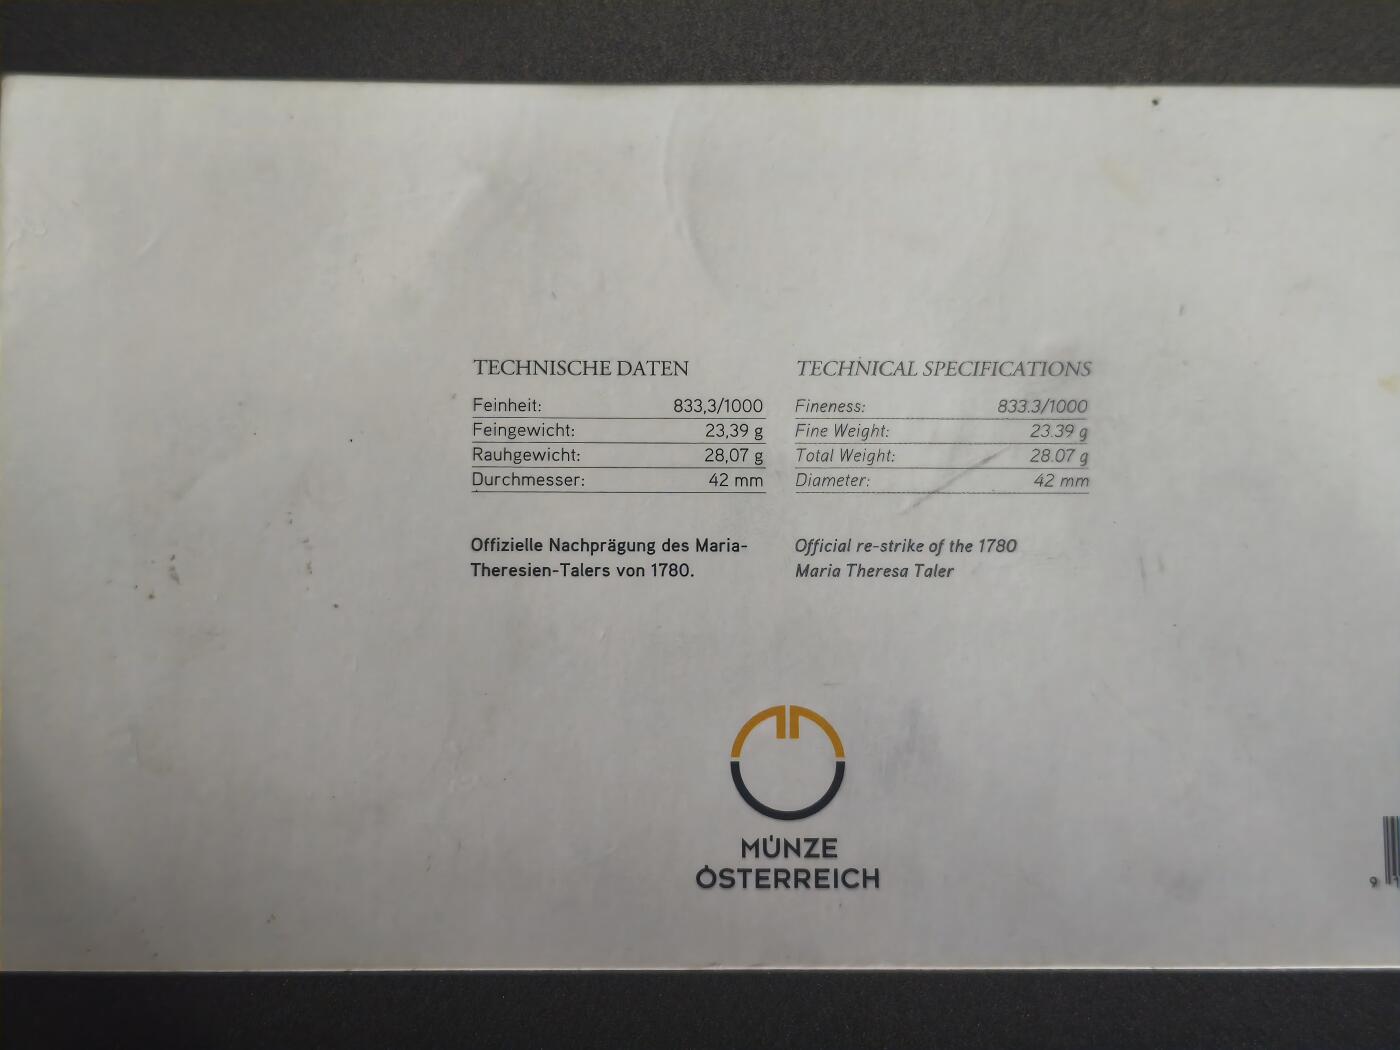 TECHNISCHE DATEN
Feinheit: 833,3/1000
Feingewicht: 23,39 g
Rauhgewicht: 28,07 g
Durchmesser: 42 mm
Offizielle Nachprägung des Maria-
Theresien-Talers von 1780.
TECHNICAL SPECIFICATIONS
Fineness: 833.3/1000
Fine Weight: 23.39 g
Total Weight: 28.07 g
Diameter: 42 mm
Official re-strike of the 1780
Maria Theresa Taler
MÜNZE
ÖSTERREICH
9